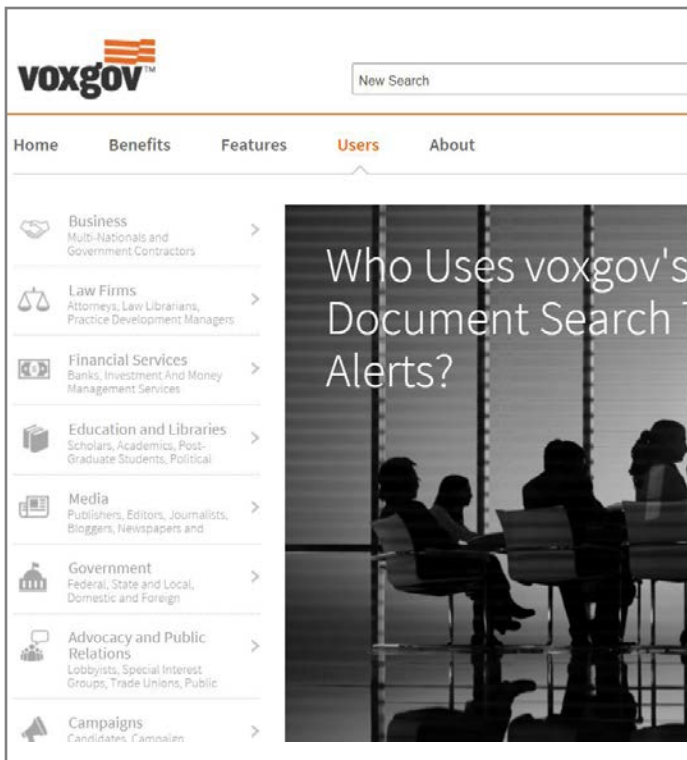 voxgov™
New Search
Home Benefits Features Users About
Business
Multi-Nationals and
Government Contractors
Law Firms
Attorneys, Law Librarians,
Practice Development Managers
Financial Services
Banks, Investment And Money
Management Services
Education and Libraries
Scholars, Academics, Post-
Graduate Students, Political
Media
Publishers, Editors, Journalists,
Bloggers, Newspapers and
Government
Federal, State and Local,
Domestic and Foreign
Advocacy and Public
Relations
Lobbyists, Special Interest
Groups, Trade Unions, Public
Campaigns
Candidates, Campaign
Who Uses voxgov's
Document Search
Alerts?